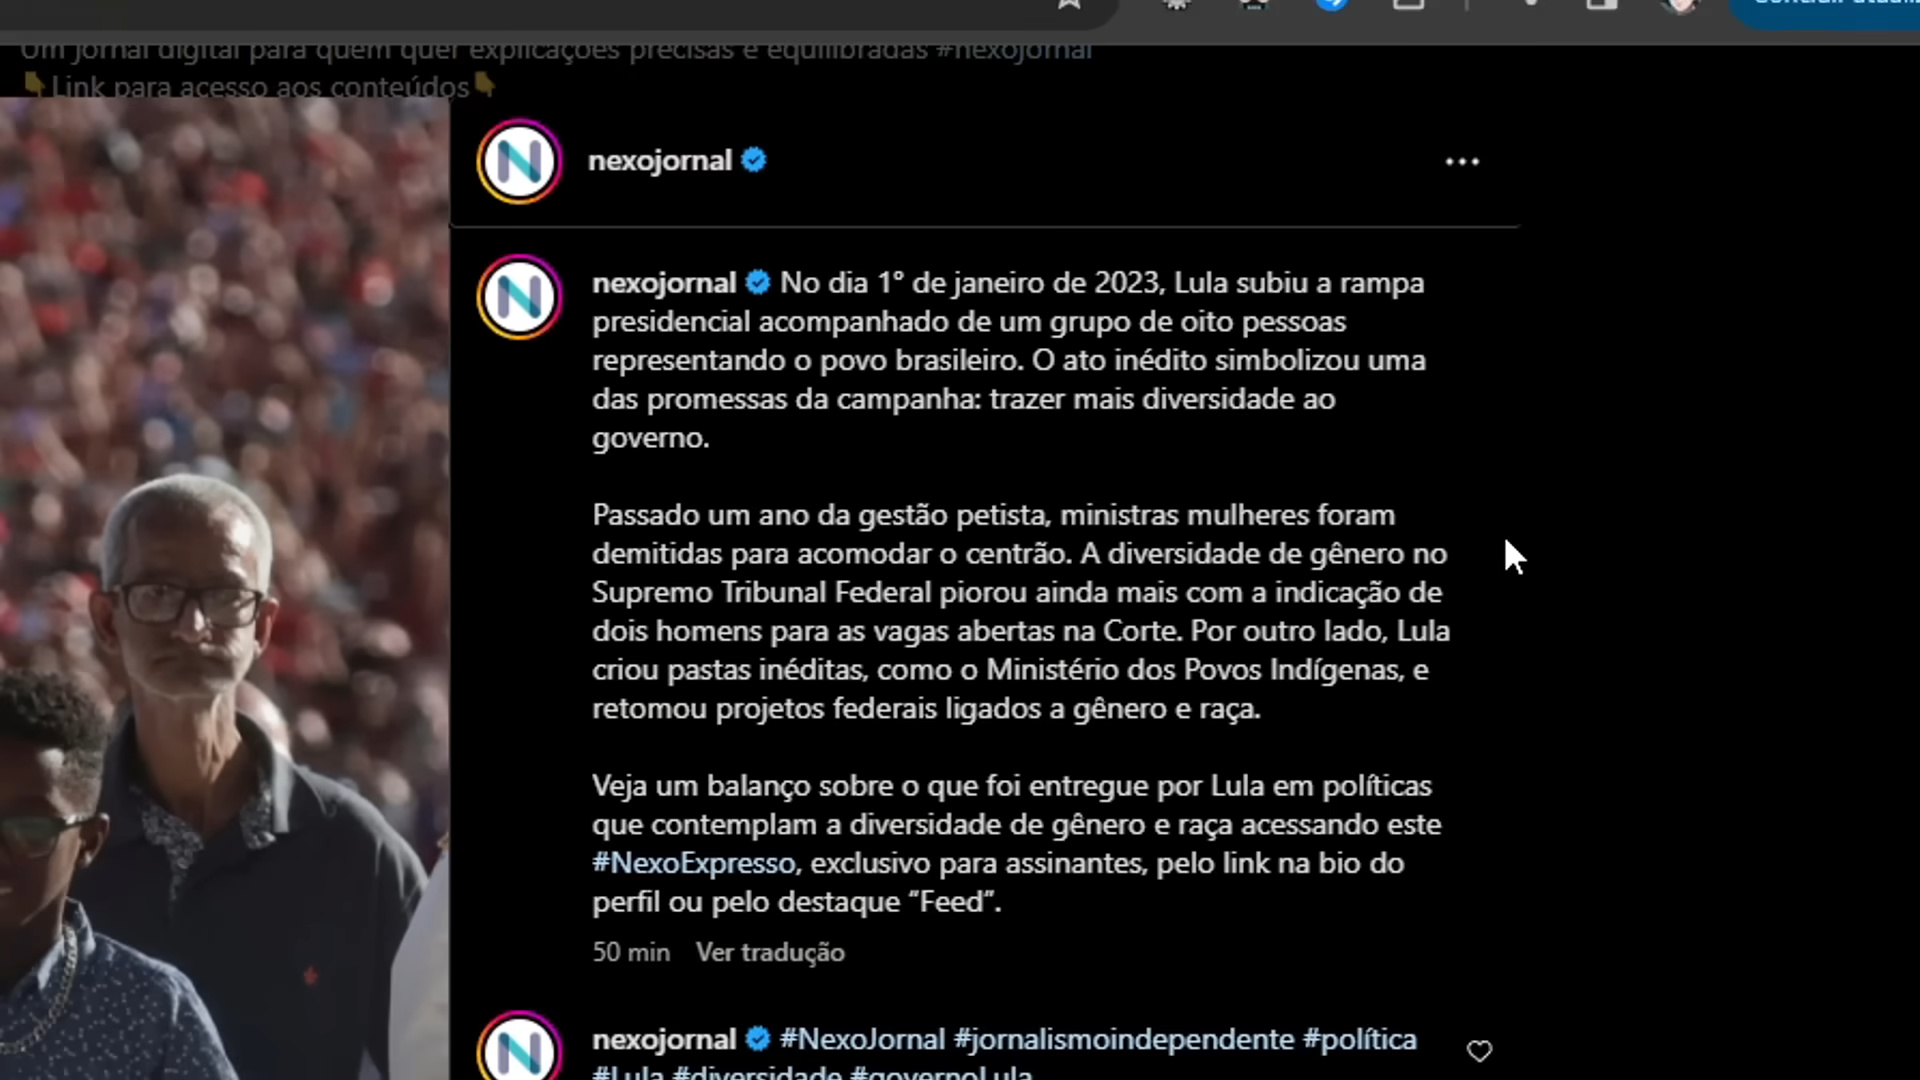 Um jornal digital para quem quer explicações precisas e equilibradas #nexojornal
👇Link para acesso aos conteúdos👇
nexojornal
nexojornal No dia 1º de janeiro de 2023, Lula subiu a rampa
presidencial acompanhado de um grupo de oito pessoas
representando o povo brasileiro. O ato inédito simbolizou uma
das promessas da campanha: trazer mais diversidade ao
governo.
Passado um ano da gestão petista, ministras mulheres foram
demitidas para acomodar o centrão. A diversidade de gênero no
Supremo Tribunal Federal piorou ainda mais com a indicação de
dois homens para as vagas abertas na Corte. Por outro lado, Lula
criou pastas inéditas, como o Ministério dos Povos Indígenas, e
retomou projetos federais ligados a gênero e raça.
Veja um balanço sobre o que foi entregue por Lula em políticas
que contemplam a diversidade de gênero e raça acessando este
#NexoExpresso, exclusivo para assinantes, pelo link na bio do
perfil ou pelo destaque “Feed”.
50 min Ver tradução
nexojornal #NexoJornal #jornalismoindependente #política
#Lula #diversidade #governoLula